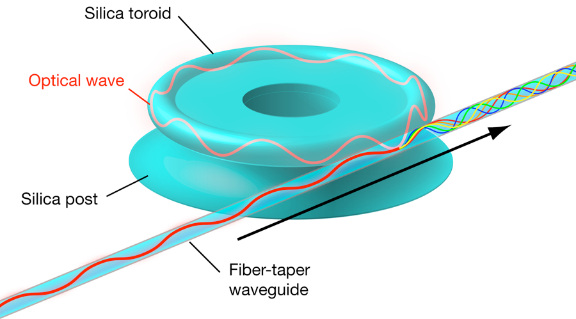 Silica toroid
Optical wave
Silica post
Fiber-taper
waveguide